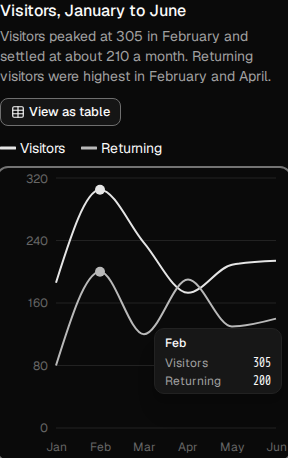 Visitors, January to June
Visitors peaked at 305 in February and
settled at about 210 a month. Returning
visitors were highest in February and April.
View as table
Visitors Returning
320
240
160
80
0
Jan Feb Mar Apr May Jun
Feb
Visitors 305
Returning 200